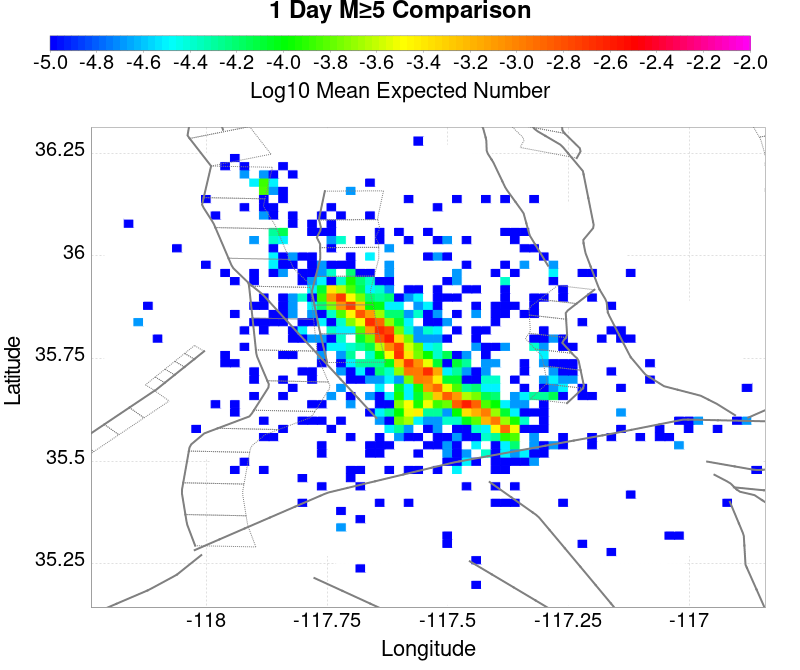 1 Day M≥5 Comparison
-5.0 -4.8 -4.6 -4.4 -4.2 -4.0 -3.8 -3.6 -3.4 -3.2 -3.0 -2.8 -2.6 -2.4 -2.2 -2.0
Log10 Mean Expected Number
36.25
36
35.75
35.5
35.25
Latitude
-118 -117.75 -117.5 -117.25 -117
Longitude